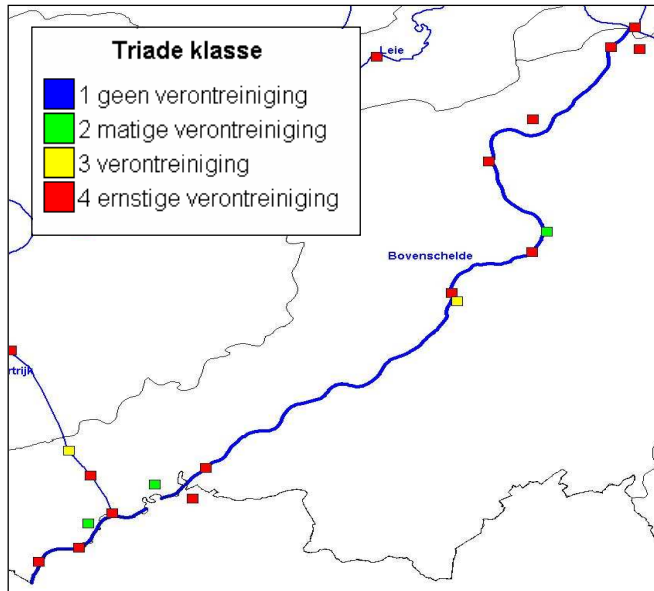 Triade klasse
1 geen verontreiniging
2 matige verontreiniging
3 verontreiniging
4 ernstige verontreiniging
Leie
Bovenschelde
rtrijk